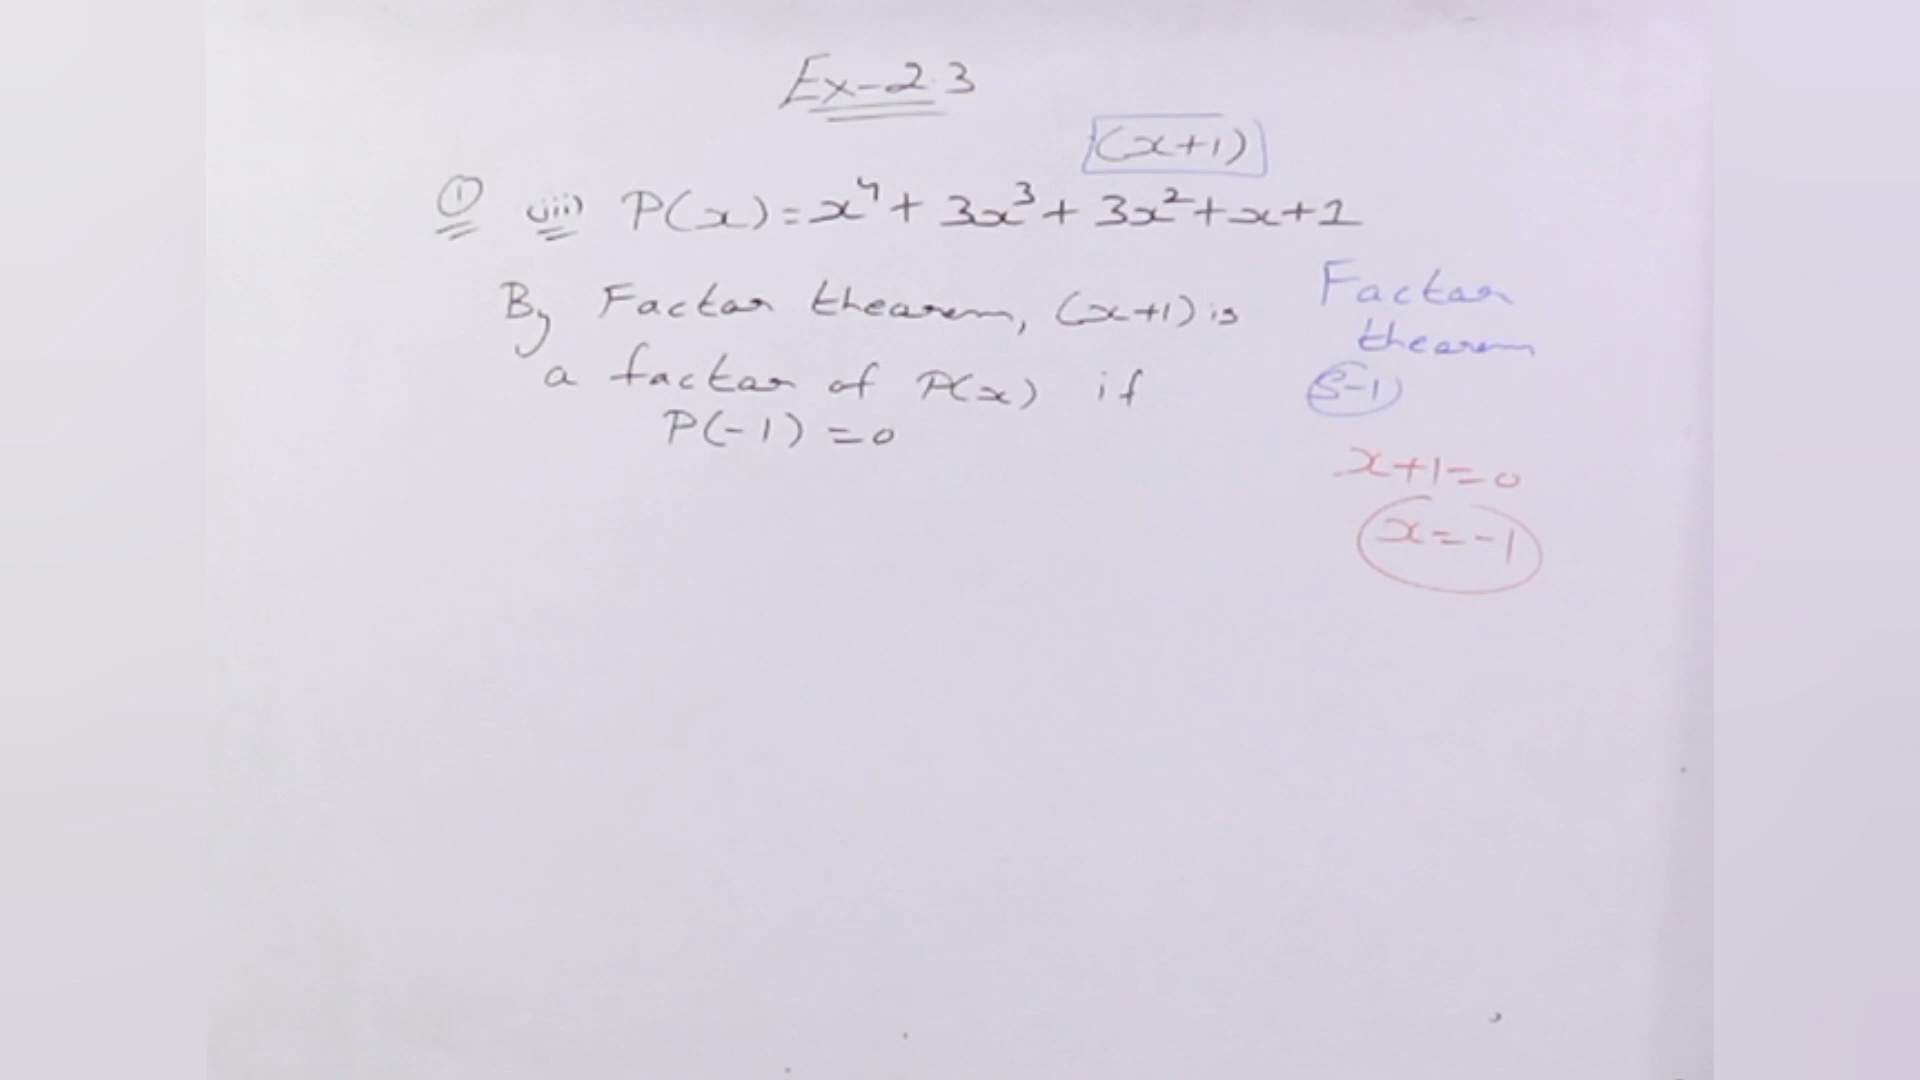 Ex-2.3
(x+1)
① iii) P(x)=x⁴+3x³+3x²+x+1
By Factor theorem, (x+1) is
a factor of P(x) if
P(-1)=0
Factor
theorem
S-1)
x+1=0
x=-1